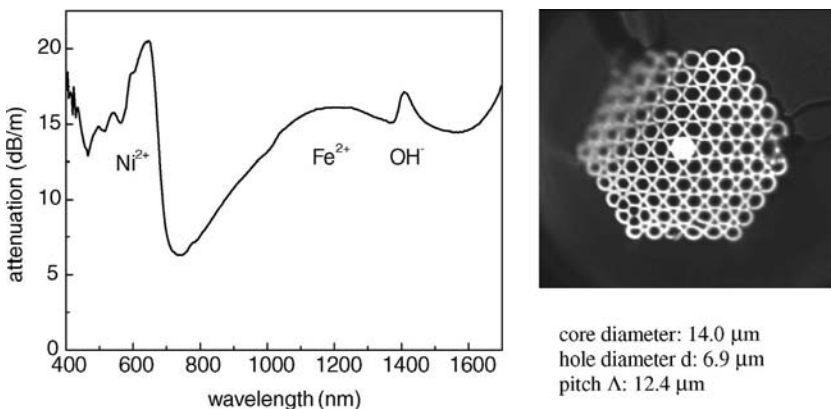 20
15
10
5
0
attenuation (dB/m)
Ni2+
Fe2+
OH-
400 600 800 1000 1200 1400 1600
wavelength (nm)
core diameter: 14.0 μm
hole diameter d: 6.9 μm
pitch Λ: 12.4 μm